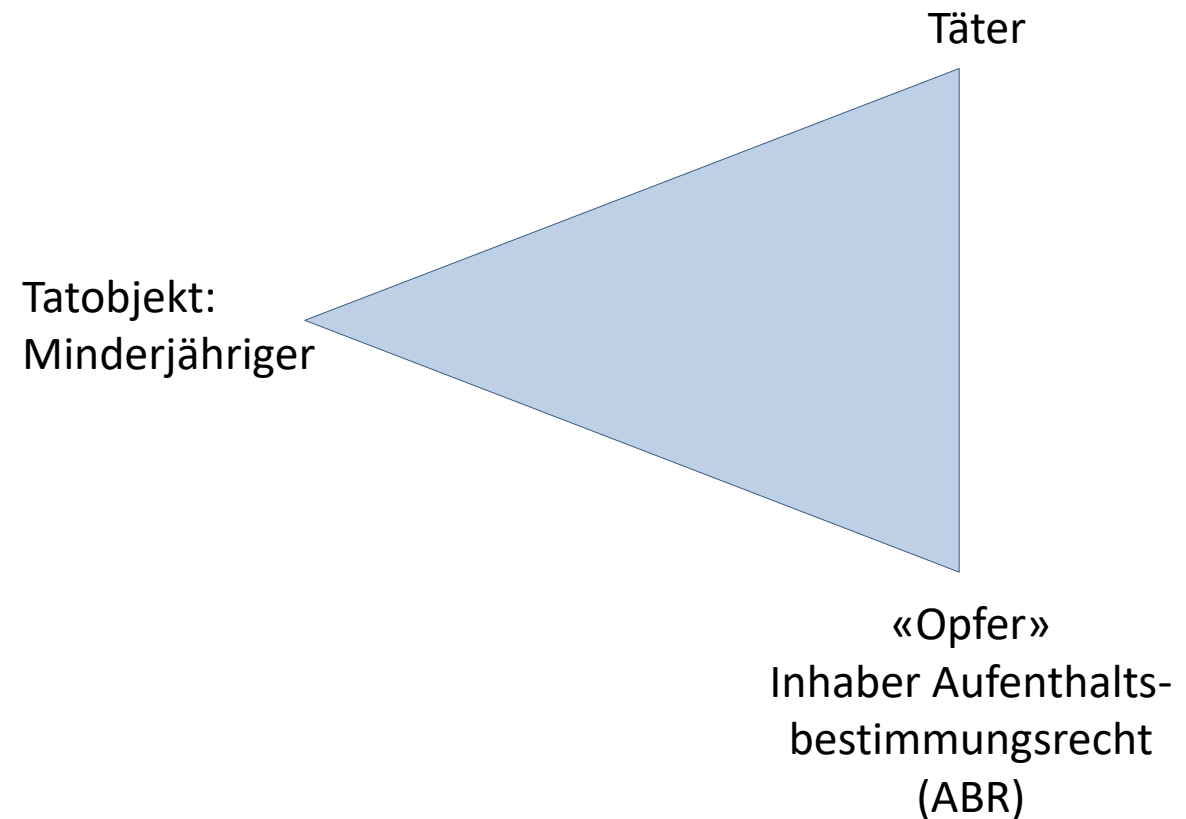 Täter
Tatobjekt:
Minderjähriger
«Opfer»
Inhaber Aufenthalts-
bestimmungsrecht
(ABR)